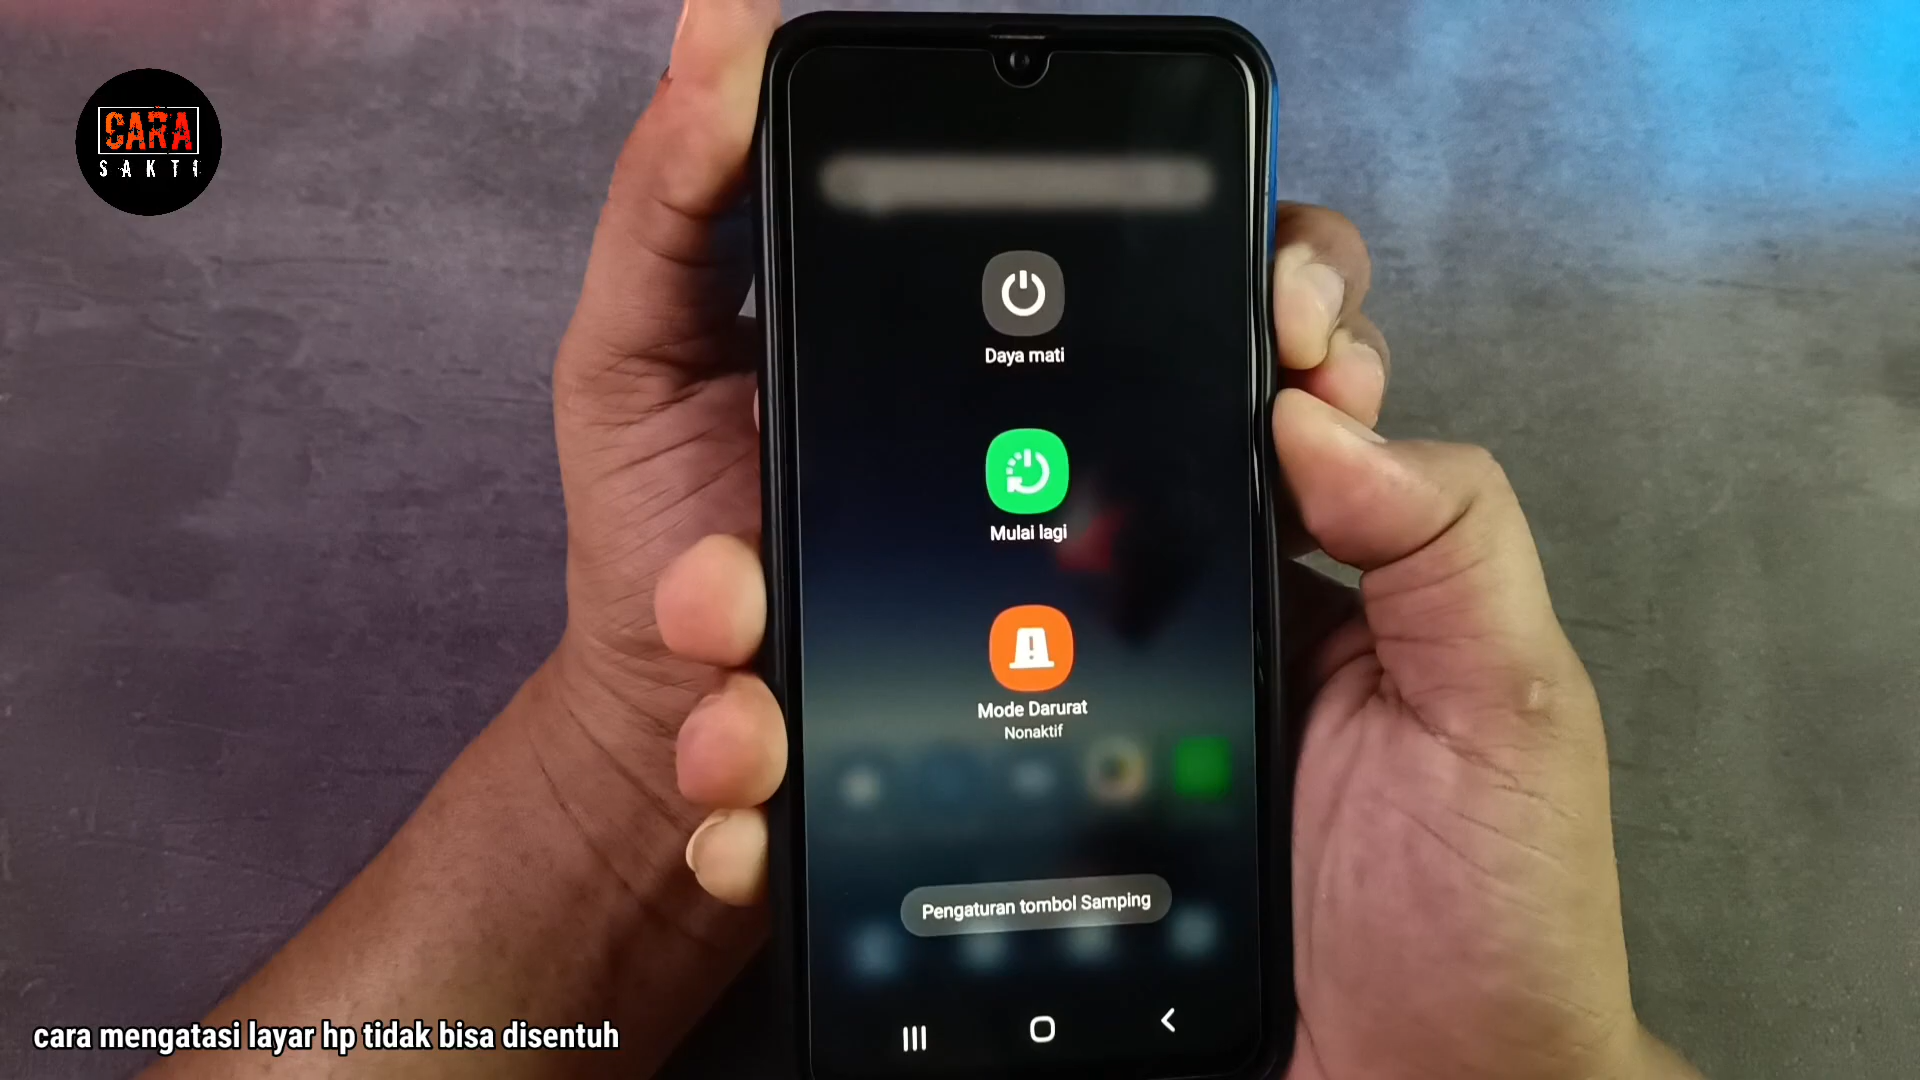 CARA
SAKTI
Daya mati
Mulai lagi
Mode Darurat
Nonaktif
Pengaturan tombol Samping
cara mengatasi layar hp tidak bisa disentuh